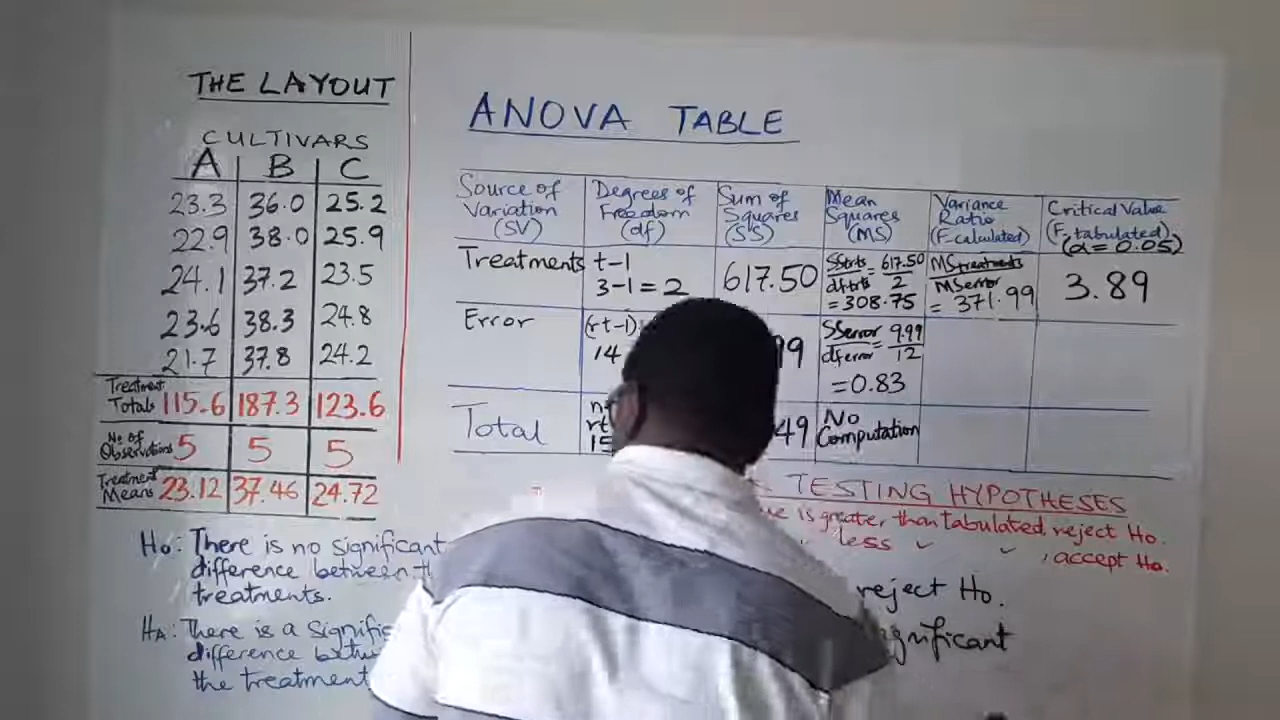 THE LAYOUT
CULTIVARS
A B C
23.3 36.0 25.2
22.9 38.0 25.9
24.1 37.2 23.5
23.6 38.3 24.8
21.7 37.8 24.2
Treatment
Totals 115.6 187.3 123.6
No of
Observations 5 5 5
Treatment
Means 23.12 37.46 24.72
Ho: There is no significant
difference between
treatments.
HA: There is a
difference
the treatment
ANOVA TABLE
Source of
Variation
(SV)
Degrees of
Freedom
(df)
Sum of
Squares
(SS)
Mean
Squares
(MS)
Variance
Ratio
(F-calculated)
Critical Value
(F-tabulated)
(α = 0.05)
Treatments
t-1
3-1 = 2
617.50
SStrts = 617.50
dftrts 2
= 308.75
MStreatments
MSerror
= 371.99
3.89
Error
(rt-1)
14
99
SSerror = 9.99
dferror 12
= 0.83
Total
rt
15
49
No
Computation
TESTING HYPOTHESES
is greater than tabulated, reject Ho.
less , accept Ho.
reject Ho.